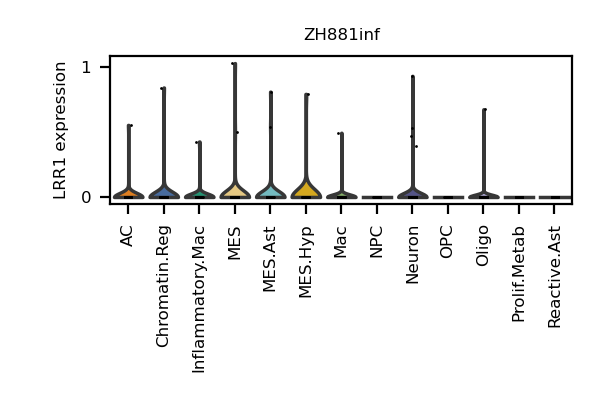 ZH881inf
LRR1 expression
1
0
AC
Chromatin.Reg
Inflammatory.Mac
MES
MES.Ast
MES.Hyp
Mac
NPC
Neuron
OPC
Oligo
Prolif.Metab
Reactive.Ast